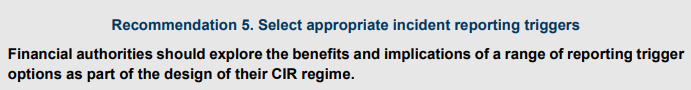 Recommendation 5. Select appropriate incident reporting triggers
Financial authorities should explore the benefits and implications of a range of reporting trigger
options as part of the design of their CIR regime.